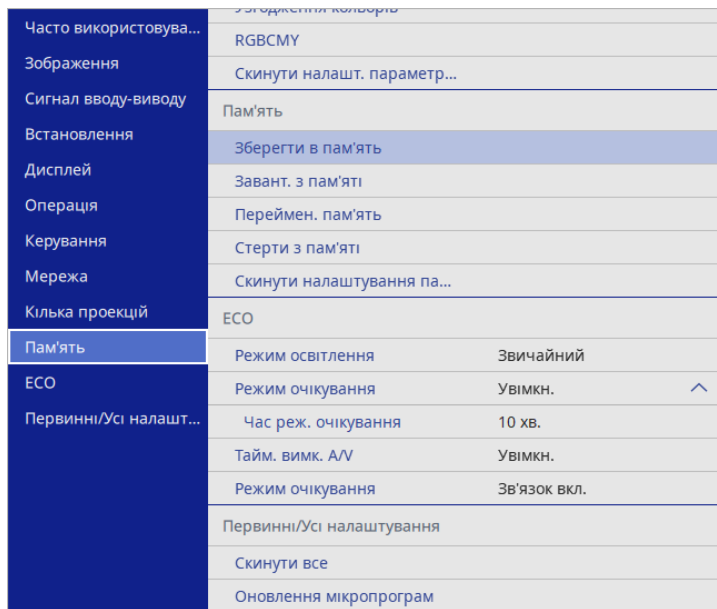 Часто використовува...
Зображення
Сигнал вводу-виводу
Встановлення
Дисплей
Операція
Керування
Мережа
Кілька проекцій
Пам'ять
ECO
Первинні/Усі налашт...
Узгодження кольорів
RGBCMY
Скинути налашт. параметр...
Пам'ять
Зберегти в пам'ять
Завант. з пам'яті
Переймен. пам'ять
Стерти з пам'яті
Скинути налаштування па...
ECO
Режим освітлення Звичайний
Режим очікування Увімкн.
Час реж. очікування 10 хв.
Тайм. вимк. A/V Увімкн.
Режим очікування Зв'язок вкл.
Первинні/Усі налаштування
Скинути все
Оновлення мікропрограм